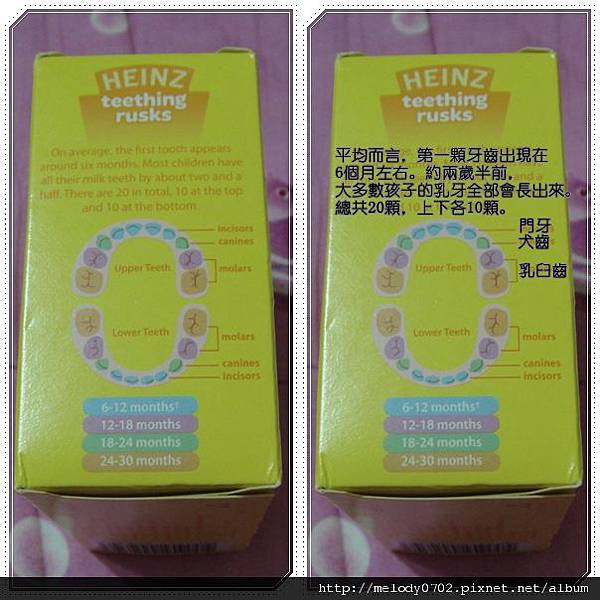 HEINZ
teething
rusks
On average, the first tooth appears
around six months. Most children have
all their milk teeth by about two and a
half. There are 20 in total, 10 at the top
and 10 at the bottom.
Incisors
canines
Upper Teeth
molars
Lower Teeth
molars
canines
Incisors
6-12 months†
12-18 months
18-24 months
24-30 months
HEINZ
teething
rusks
平均而言，第一顆牙齒出現在
6個月左右。約兩歲半前，
大多數孩子的乳牙全部會長出來。
總共20顆，上下各10顆。
門牙
犬齒
Upper Teeth
乳臼齒
Lower Teeth
molars
canines
Incisors
6-12 months†
12-18 months
18-24 months
24-30 months
http://melody0702.pixnet.net/album